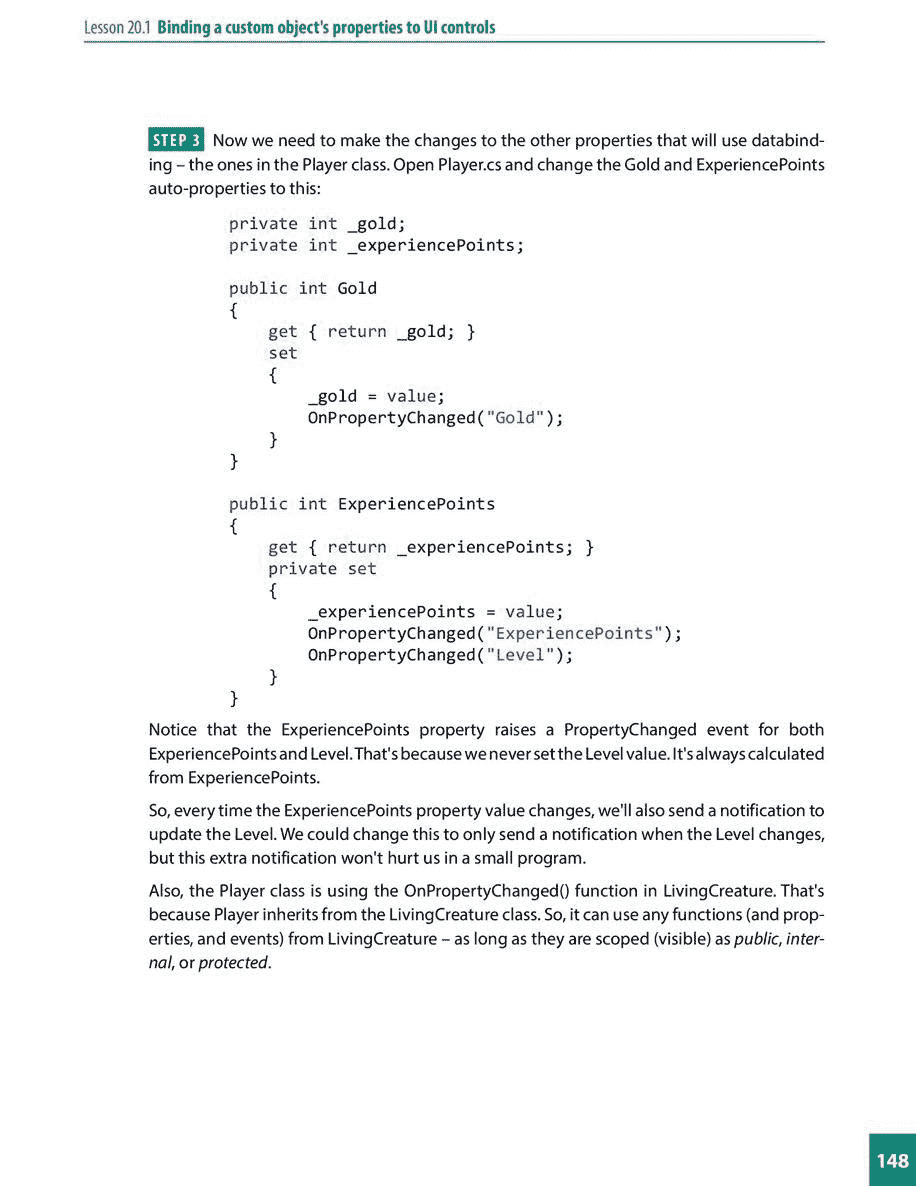 Lesson 20.1 Binding a custom object's properties to UI controls
STEP 3 Now we need to make the changes to the other properties that will use databind-
ing – the ones in the Player class. Open Player.cs and change the Gold and ExperiencePoints
auto-properties to this:
private int _gold;
private int _experiencePoints;
public int Gold
{
get { return _gold; }
set
{
_gold = value;
OnPropertyChanged("Gold");
}
}
public int ExperiencePoints
{
get { return _experiencePoints; }
private set
{
_experiencePoints = value;
OnPropertyChanged("ExperiencePoints");
OnPropertyChanged("Level");
}
}
Notice that the ExperiencePoints property raises a PropertyChanged event for both
ExperiencePoints and Level. That's because we never set the Level value. It's always calculated
from ExperiencePoints.
So, every time the ExperiencePoints property value changes, we'll also send a notification to
update the Level. We could change this to only send a notification when the Level changes,
but this extra notification won't hurt us in a small program.
Also, the Player class is using the OnPropertyChanged() function in LivingCreature. That's
because Player inherits from the LivingCreature class. So, it can use any functions (and prop-
erties, and events) from LivingCreature – as long as they are scoped (visible) as public, inter-
nal, or protected.
148